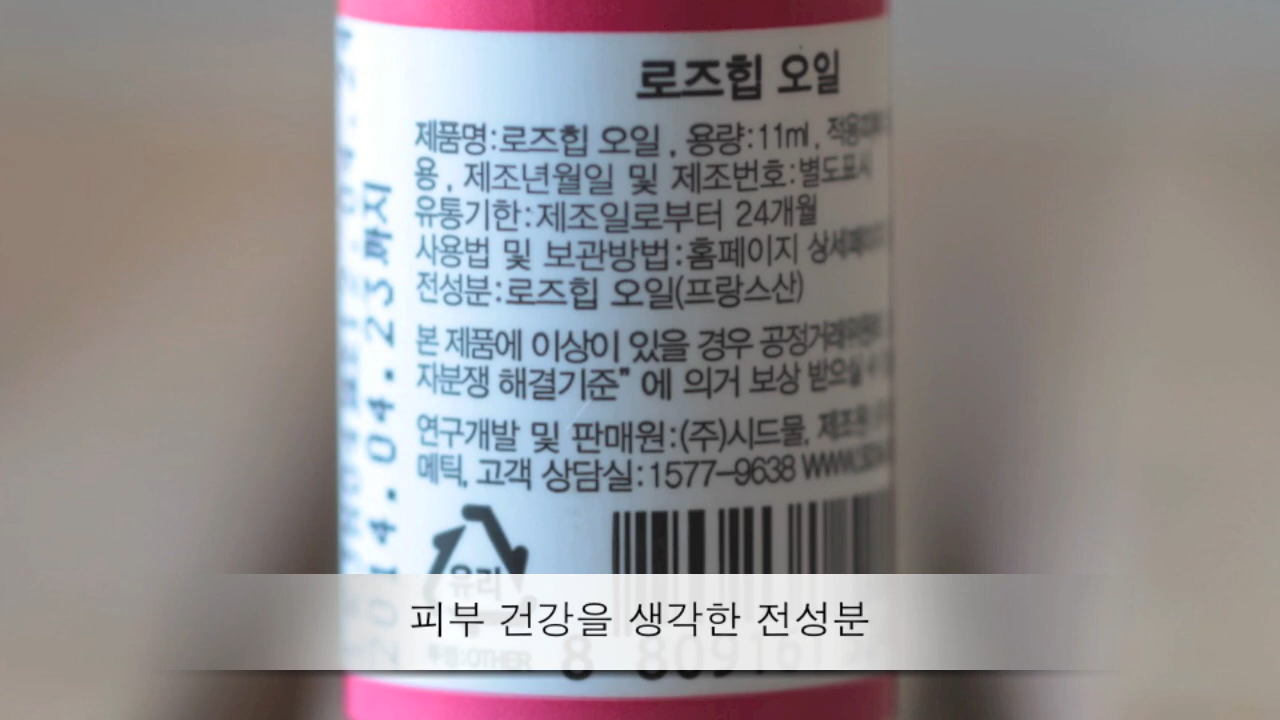 로즈힙 오일
제품명:로즈힙 오일 , 용량:11ml,
용 , 제조년월일 및 제조번호:별도표시
유통기한:제조일로부터 24개월
사용법 및 보관방법:홈페이지
전성분:로즈힙 오일(프랑스산)
본 제품에 이상이 있을 경우
자분쟁 해결기준” 에 의거 보상
연구개발 및 판매원:(주)시드물,
메틱, 고객 상담실:1577-9638
유리
피부 건강을 생각한 전성분
2014.04.23까지